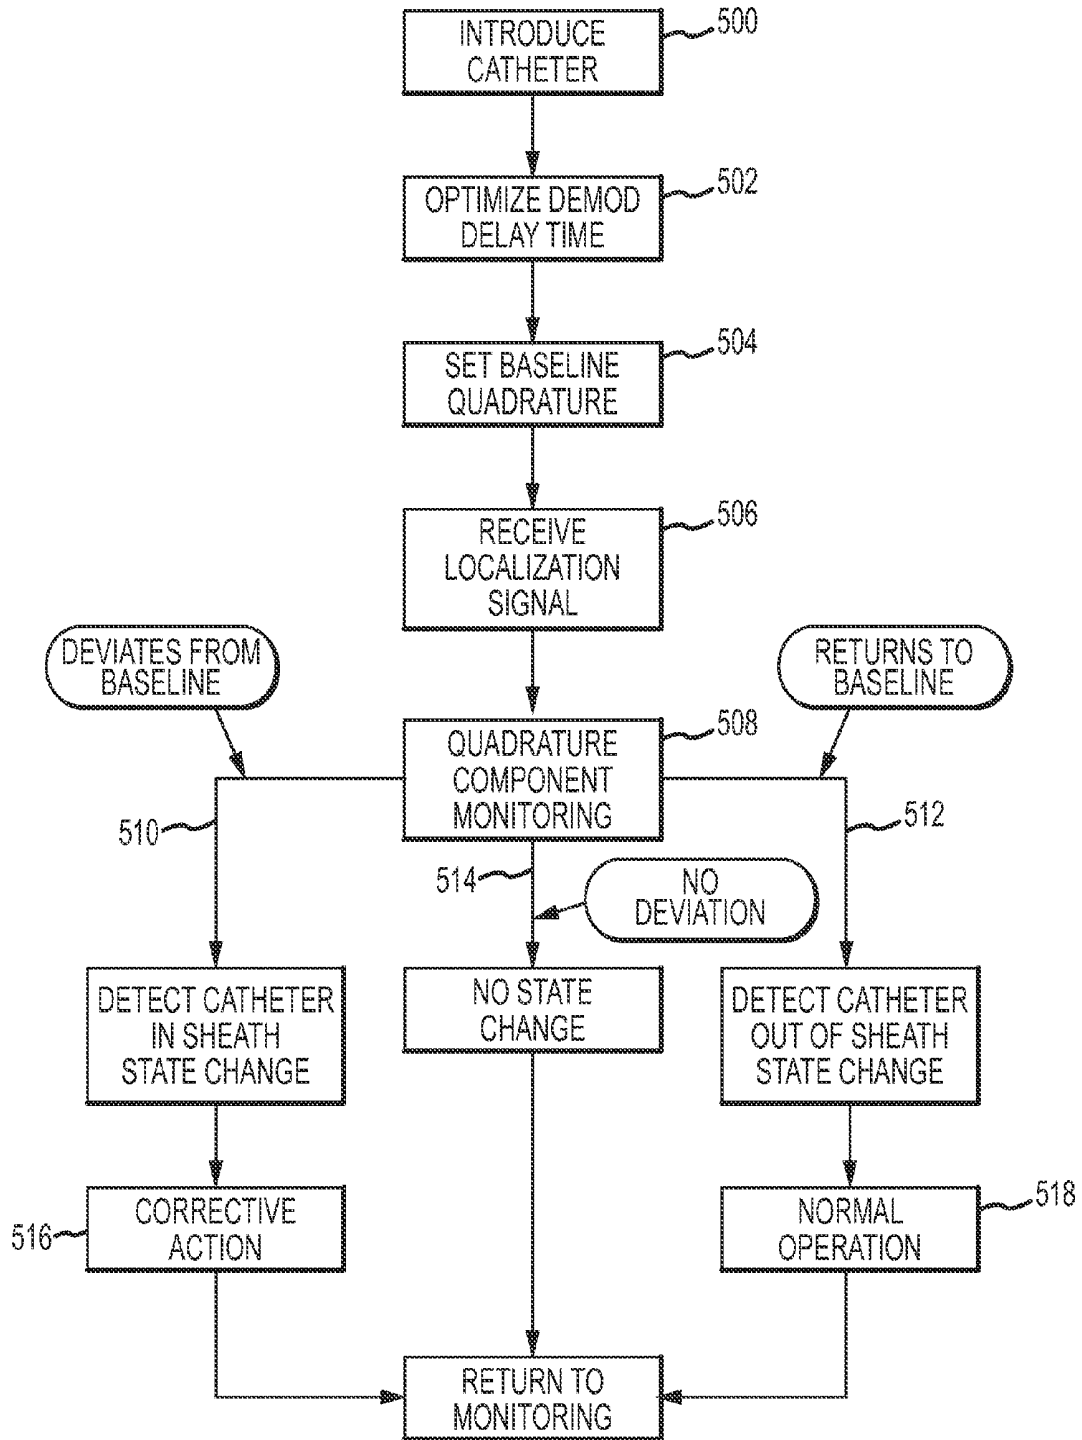 INTRODUCE
CATHETER
500
OPTIMIZE DEMOD
DELAY TIME
502
SET BASELINE
QUADRATURE
504
RECEIVE
LOCALIZATION
SIGNAL
506
DEVIATES FROM
BASELINE
RETURNS TO
BASELINE
QUADRATURE
COMPONENT
MONITORING
508
510
512
514
NO
DEVIATION
DETECT CATHETER
IN SHEATH
STATE CHANGE
NO STATE
CHANGE
DETECT CATHETER
OUT OF SHEATH
STATE CHANGE
CORRECTIVE
ACTION
516
NORMAL
OPERATION
518
RETURN TO
MONITORING